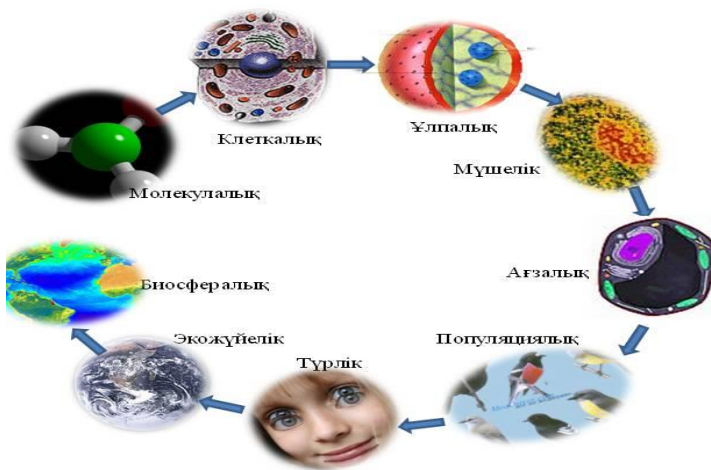 Молекулалық
Клеткалық
Ұлпалық
Мүшелік
Ағзалық
Популяциялық
Түрлік
Экожүйелік
Биосфералық